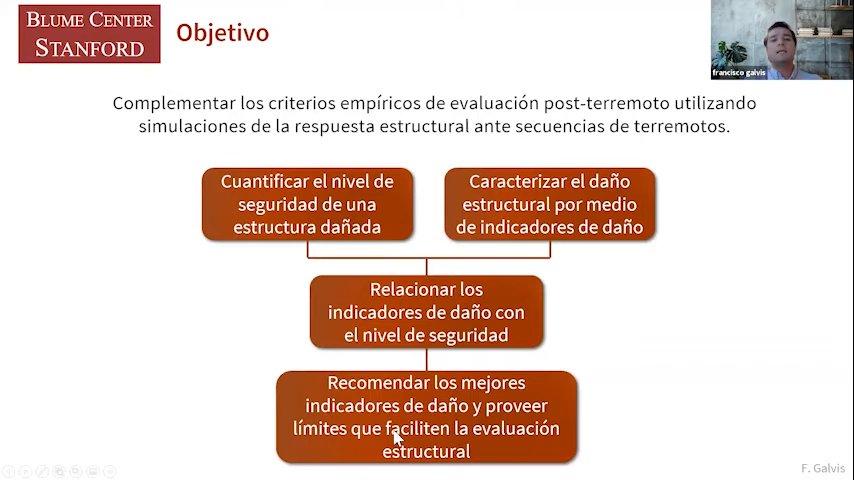 BLUME CENTER
STANFORD
Objetivo
francisco galvis
Complementar los criterios empíricos de evaluación post-terremoto utilizando
simulaciones de la respuesta estructural ante secuencias de terremotos.
Cuantificar el nivel de
seguridad de una
estructura dañada
Caracterizar el daño
estructural por medio
de indicadores de daño
Relacionar los
indicadores de daño con
el nivel de seguridad
Recomendar los mejores
indicadores de daño y proveer
límites que faciliten la evaluación
estructural
F. Galvis